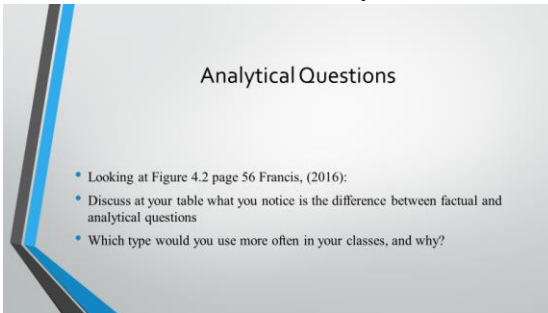 Analytical Questions
• Looking at Figure 4.2 page 56 Francis, (2016):
• Discuss at your table what you notice is the difference between factual and
analytical questions
• Which type would you use more often in your classes, and why?